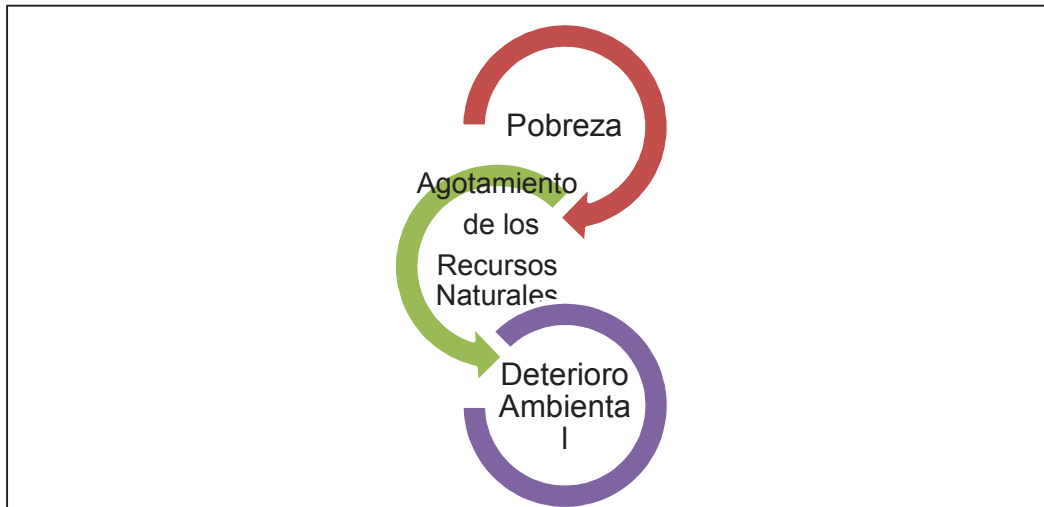 Pobreza
Agotamiento
de los
Recursos
Naturales
Deterioro
Ambienta
l